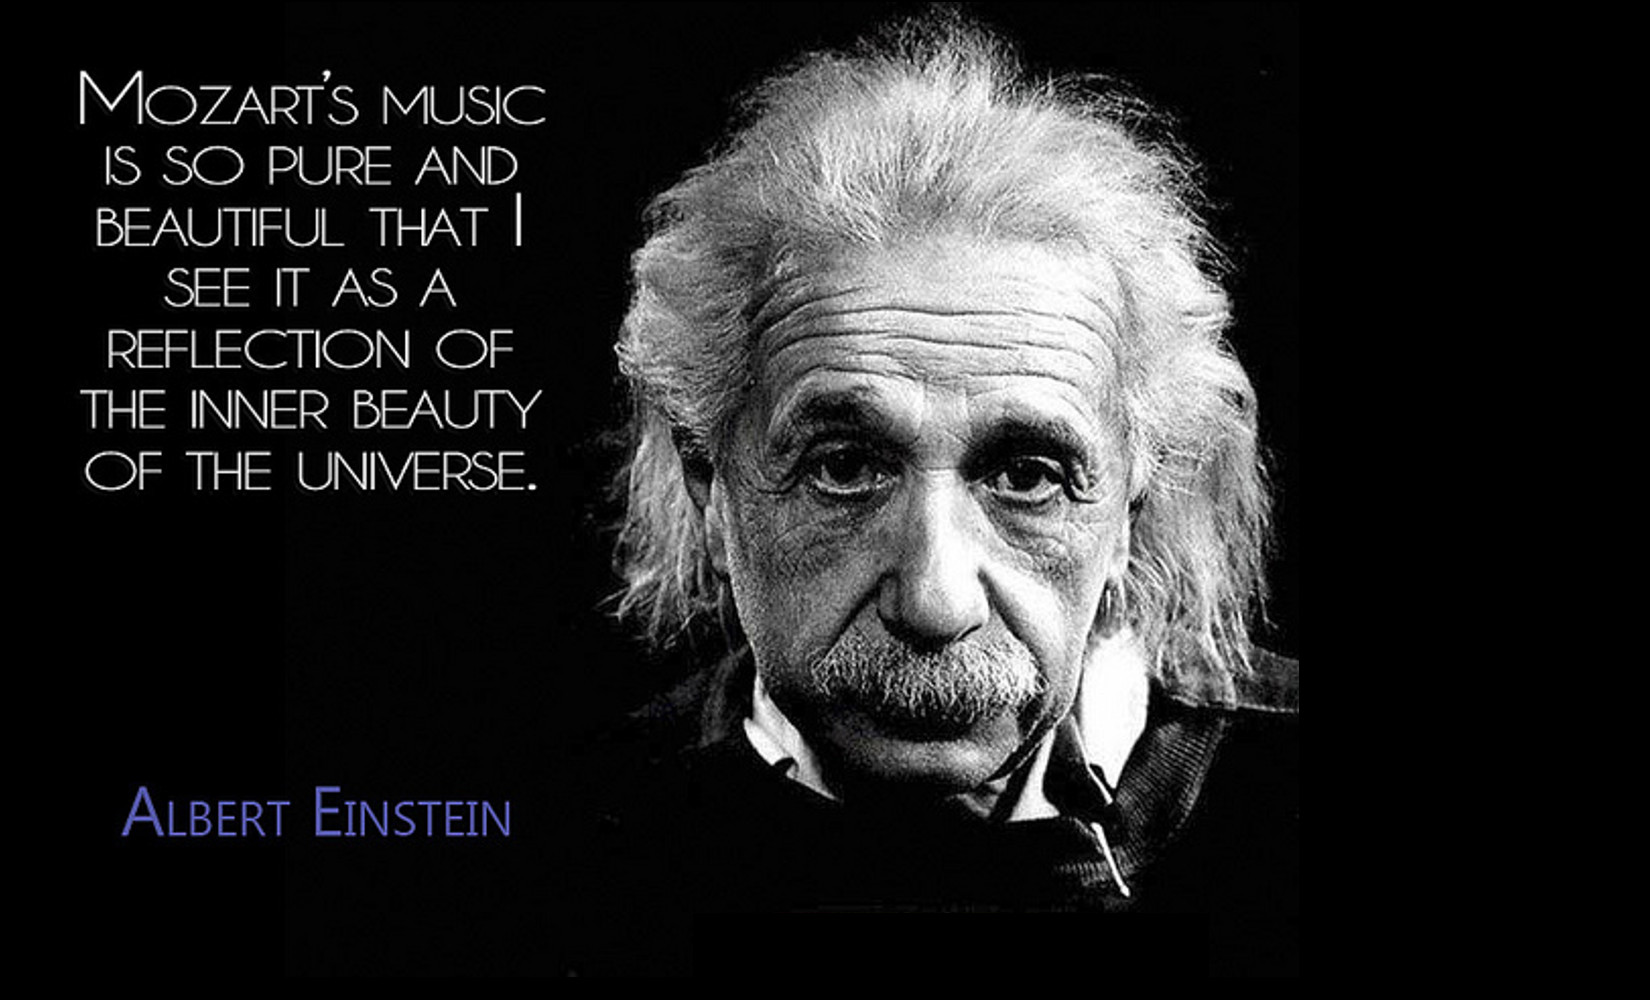 Mozart's music
is so pure and
beautiful that I
see it as a
reflection of
the inner beauty
of the universe.
Albert Einstein